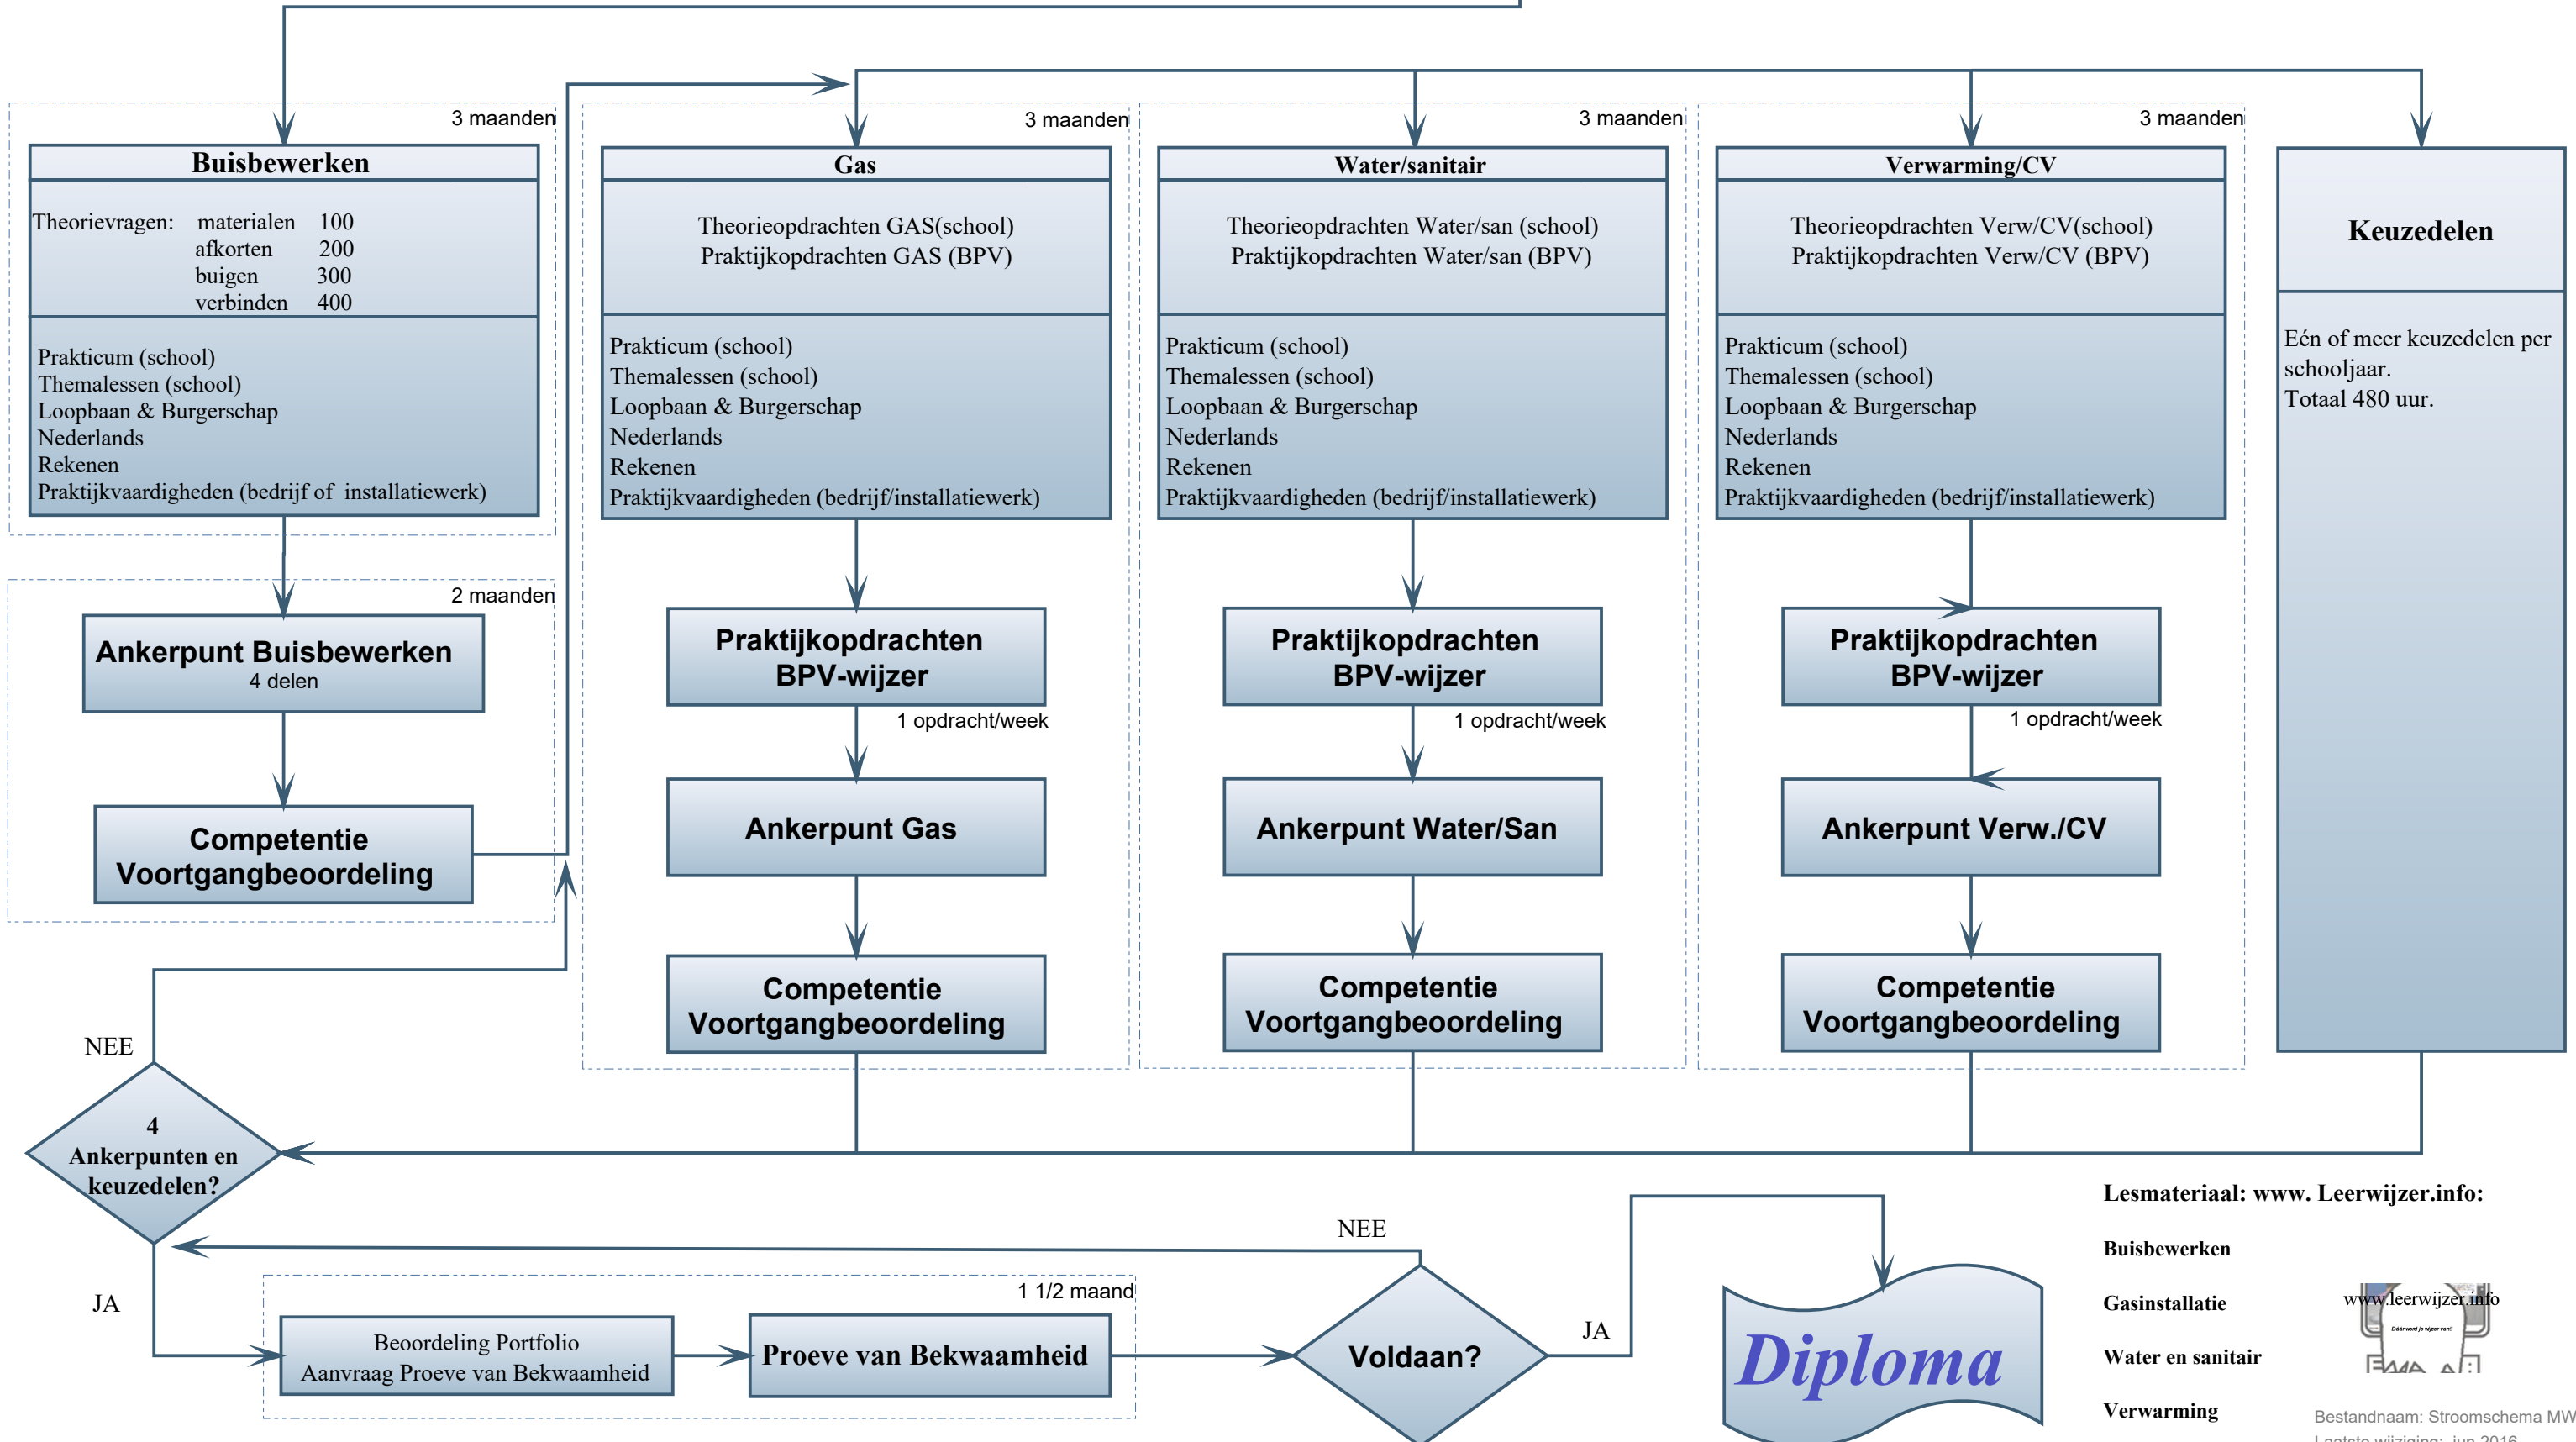 3 maanden
Buisbewerken
Theorievragen: materialen 100
afkorten 200
buigen 300
verbinden 400
Prakticum (school)
Themalessen (school)
Loopbaan & Burgerschap
Nederlands
Rekenen
Praktijkvaardigheden (bedrijf of installatiewerk)
2 maanden
Ankerpunt Buisbewerken
4 delen
Competentie
Voortgangbeoordeling
3 maanden
Gas
Theorieopdrachten GAS(school)
Praktijkopdrachten GAS (BPV)
Prakticum (school)
Themalessen (school)
Loopbaan & Burgerschap
Nederlands
Rekenen
Praktijkvaardigheden (bedrijf/installatiewerk)
Praktijkopdrachten
BPV-wijzer
1 opdracht/week
Ankerpunt Gas
Competentie
Voortgangbeoordeling
3 maanden
Water/sanitair
Theorieopdrachten Water/san (school)
Praktijkopdrachten Water/san (BPV)
Prakticum (school)
Themalessen (school)
Loopbaan & Burgerschap
Nederlands
Rekenen
Praktijkvaardigheden (bedrijf/installatiewerk)
Praktijkopdrachten
BPV-wijzer
1 opdracht/week
Ankerpunt Water/San
Competentie
Voortgangbeoordeling
3 maanden
Verwarming/CV
Theorieopdrachten Verw/CV(school)
Praktijkopdrachten Verw/CV (BPV)
Prakticum (school)
Themalessen (school)
Loopbaan & Burgerschap
Nederlands
Rekenen
Praktijkvaardigheden (bedrijf/installatiewerk)
Praktijkopdrachten
BPV-wijzer
1 opdracht/week
Ankerpunt Verw./CV
Competentie
Voortgangbeoordeling
Keuzedelen
Eén of meer keuzedelen per
schooljaar.
Totaal 480 uur.
NEE
4
Ankerpunten en
keuzedelen?
JA
1 1/2 maand
Beoordeling Portfolio
Aanvraag Proeve van Bekwaamheid
Proeve van Bekwaamheid
NEE
Voldaan?
JA
Diploma
Lesmateriaal: www. Leerwijzer.info:
Buisbewerken
Gasinstallatie
Water en sanitair
Verwarming
www.leerwijzer.info
Dáár word je wijzer van!!
Bestandnaam: Stroomschema MW
Laatste wijziging: jun 2016